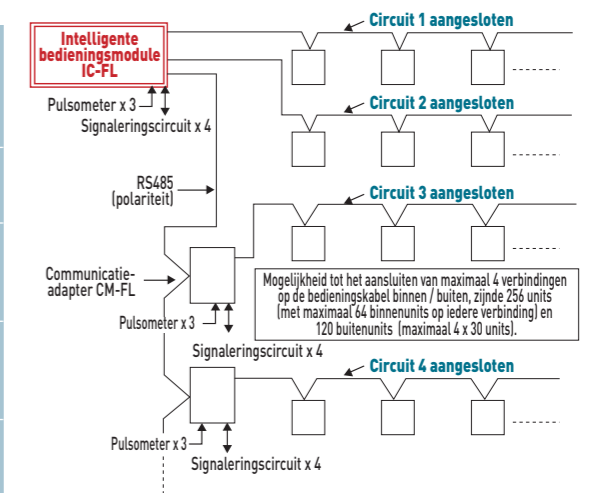 Intelligente
bedieningsmodule
IC-FL
Circuit 1 aangesloten
Pulsometer x 3
Signaleringscircuit x 4
Circuit 2 aangesloten
RS485
(polariteit)
Circuit 3 aangesloten
Communicatie-
adapter CM-FL
Mogelijkheid tot het aansluiten van maximaal 4 verbindingen
op de bedieningskabel binnen / buiten, zijnde 256 units
(met maximaal 64 binnenunits op iedere verbinding) en
120 buitenunits (maximaal 4 x 30 units).
Pulsometer x 3
Signaleringscircuit x 4
Circuit 4 aangesloten
Pulsometer x 3
Signaleringscircuit x 4